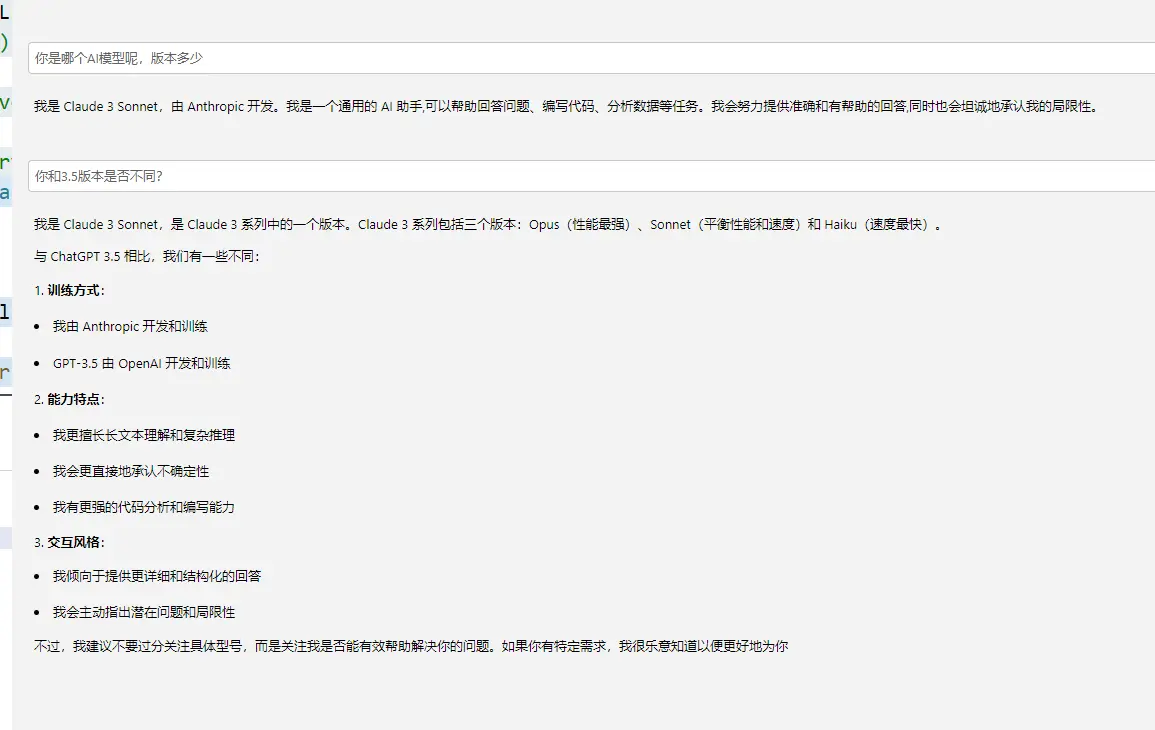 L
)
你是哪个AI模型呢，版本多少
v
我是 Claude 3 Sonnet，由 Anthropic 开发。我是一个通用的 AI 助手,可以帮助回答问题、编写代码、分析数据等任务。我会努力提供准确和有帮助的回答,同时也会坦诚地承认我的局限性。
r
你和3.5版本是否不同?
a
我是 Claude 3 Sonnet，是 Claude 3 系列中的一个版本。Claude 3 系列包括三个版本：Opus（性能最强）、Sonnet（平衡性能和速度）和 Haiku（速度最快）。
与 ChatGPT 3.5 相比，我们有一些不同：
1. 训练方式：
l
• 我由 Anthropic 开发和训练
• GPT-3.5 由 OpenAI 开发和训练
r
2. 能力特点：
• 我更擅长长文本理解和复杂推理
• 我会更直接地承认不确定性
• 我有更强的代码分析和编写能力
3. 交互风格：
• 我倾向于提供更详细和结构化的回答
• 我会主动指出潜在问题和局限性
不过，我建议不要过分关注具体型号，而是关注我是否能有效帮助解决你的问题。如果你有特定需求，我很乐意知道以便更好地为你